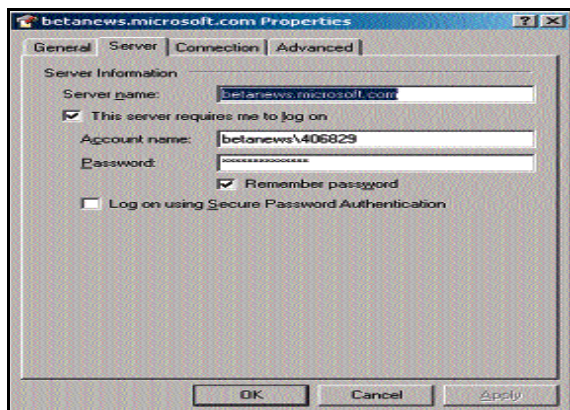 betanews.microsoft.com Properties
General Server Connection Advanced
Server Information
Server name: betanews.microsoft.com
This server requires me to log on
Account name: betanews\406829
Password: **************
Remember password
Log on using Secure Password Authentication
OK Cancel Apply